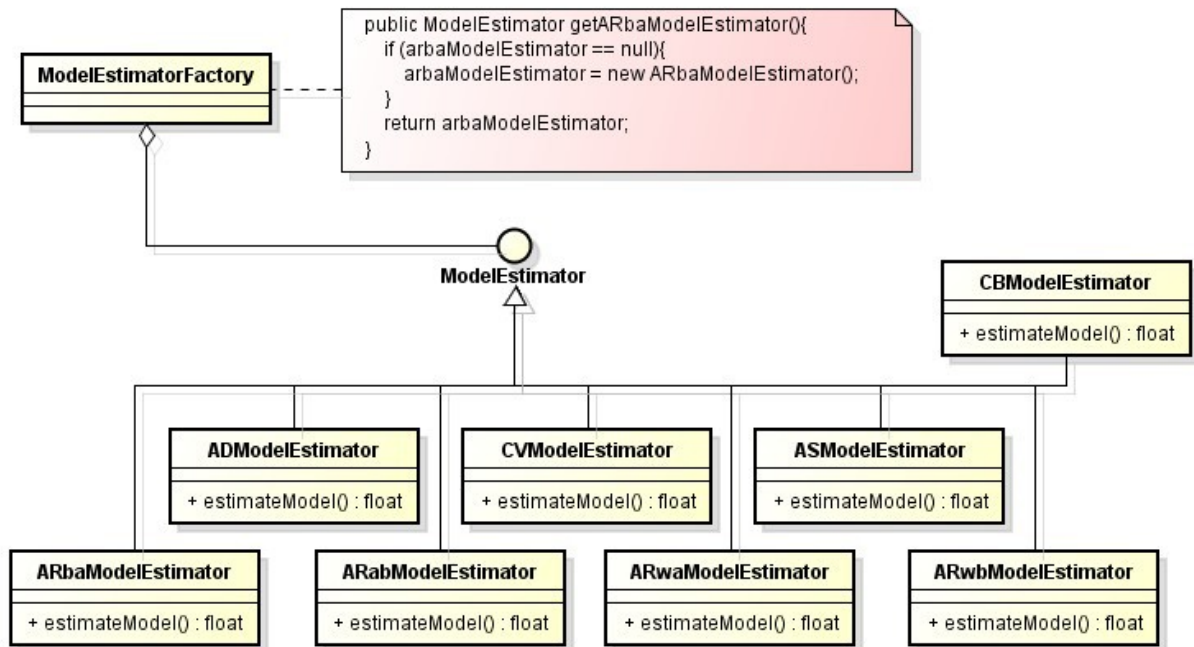 public ModelEstimator getARbaModelEstimator(){
if (arbaModelEstimator == null){
arbaModelEstimator = new ARbaModelEstimator();
}
return arbaModelEstimator;
}
ModelEstimatorFactory
ModelEstimator
CBModelEstimator
+ estimateModel() : float
ADModelEstimator
+ estimateModel() : float
CVModelEstimator
+ estimateModel() : float
ASModelEstimator
+ estimateModel() : float
ARbaModelEstimator
+ estimateModel() : float
ARabModelEstimator
+ estimateModel() : float
ARwaModelEstimator
+ estimateModel() : float
ARwbModelEstimator
+ estimateModel() : float